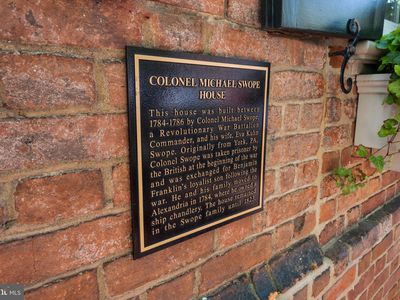 COLONEL MICHAEL SWOPE
HOUSE
This house was built between
1784-1786 by Colonel Michael Swope,
a Revolutionary War Battalion
Commander, and his wife, Eva Kuhn
Swope. Originally from York, PA,
Colonel Swope was taken prisoner by
the British at the beginning of the war
and was exchanged for Benjamin
Franklin's loyalist son following the
war. He and his family moved to
Alexandria in 1784, where he ran a
ship chandlery. The house remained
in the Swope family until